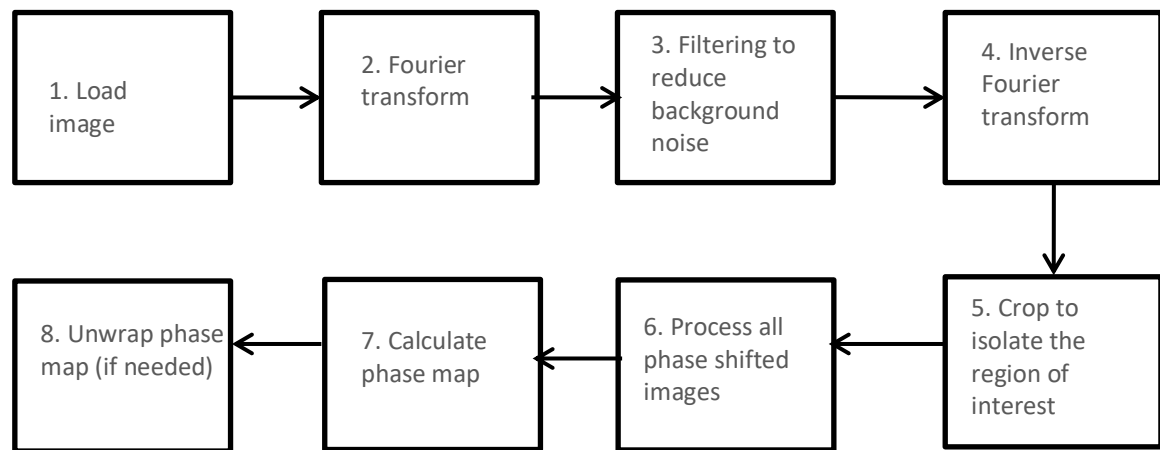 1. Load
image
2. Fourier
transform
3. Filtering to
reduce
background
noise
4. Inverse
Fourier
transform
5. Crop to
isolate the
region of
interest
6. Process all
phase shifted
images
7. Calculate
phase map
8. Unwrap phase
map (if needed)